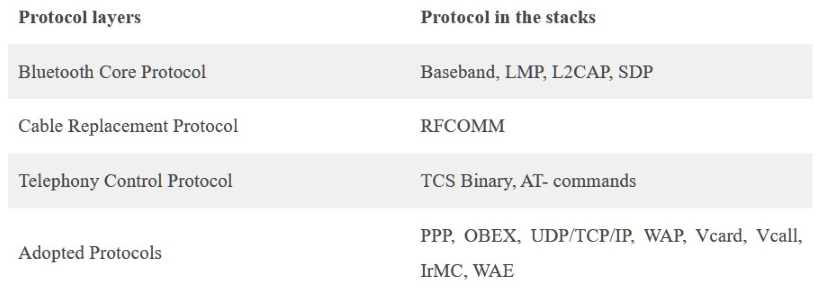 Protocol layers Protocol in the stacks
Bluetooth Core Protocol Baseband, LMP, L2CAP, SDP
Cable Replacement Protocol RFCOMM
Telephony Control Protocol TCS Binary, AT- commands
Adopted Protocols PPP, OBEX, UDP/TCP/IP, WAP, Vcard, Vcall,
IrMC, WAE